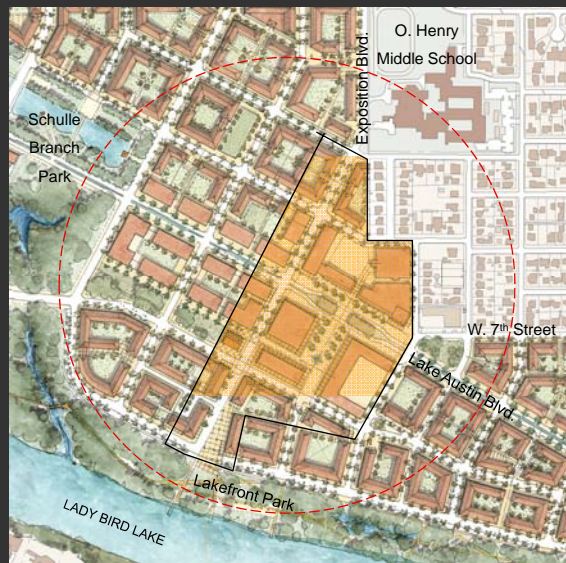 O. Henry
Middle School
Exposition Blvd.
Schulle
Branch
Park
W. 7th Street
Lake Austin Blvd.
Lakefront Park
LADY BIRD LAKE